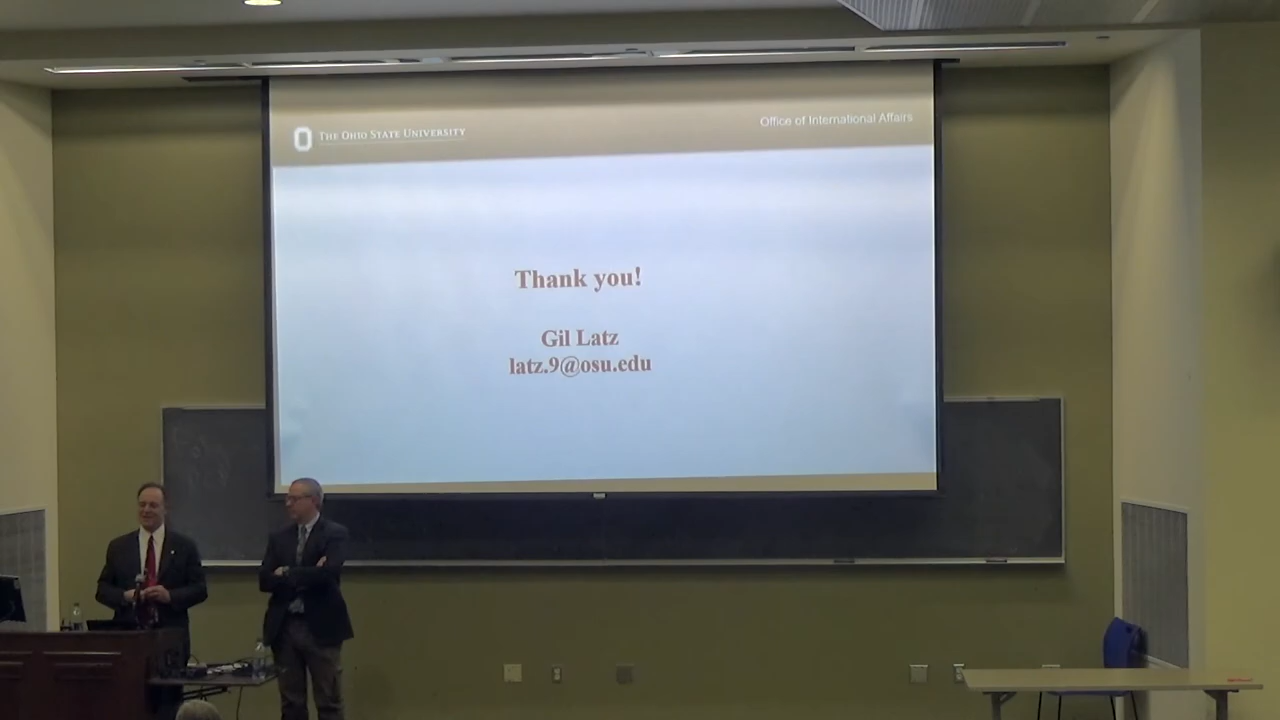 The Ohio State University
Office of International Affairs
Thank you!
Gil Latz
latz.9@osu.edu